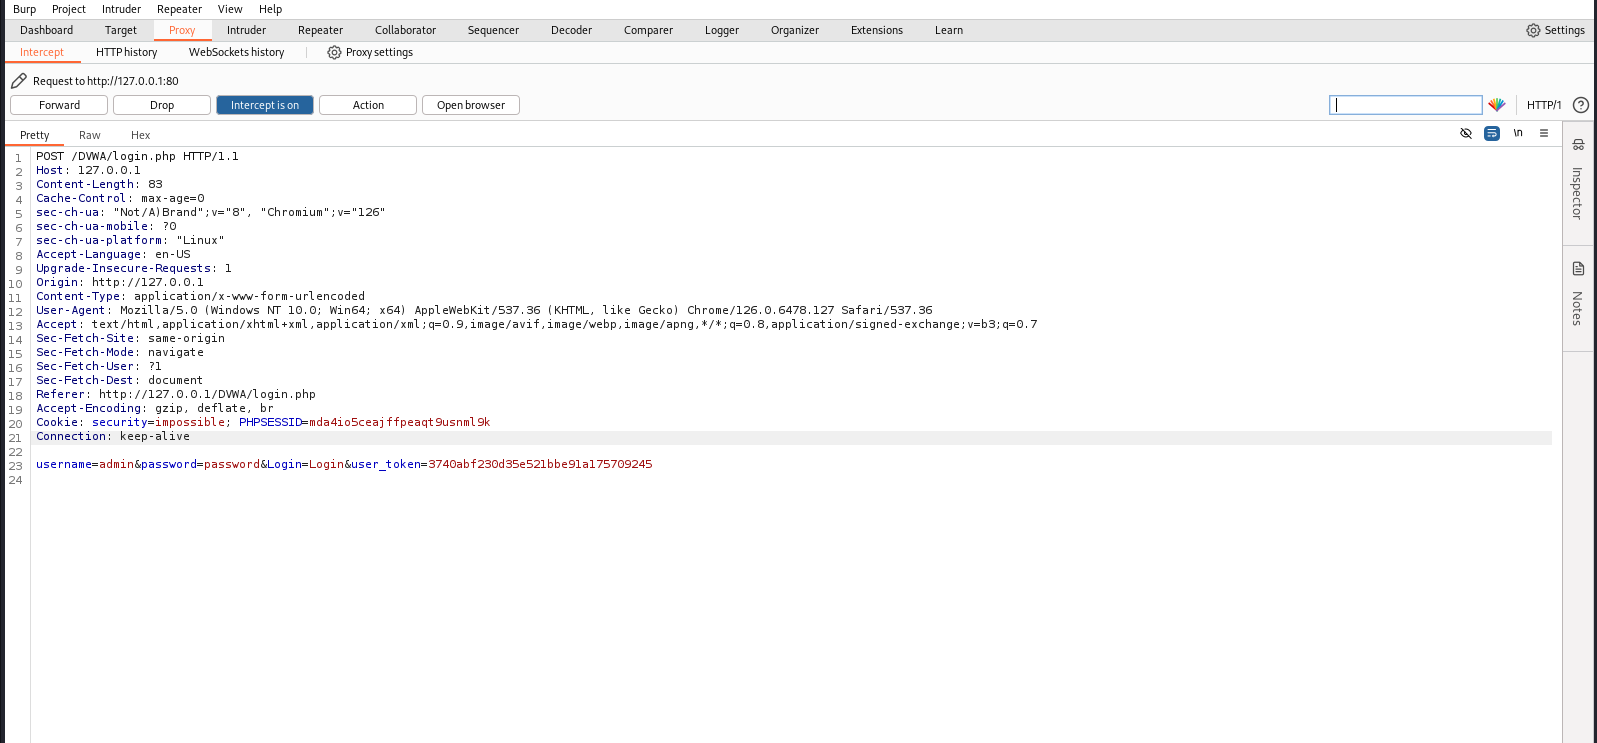 Burp Project Intruder Repeater View Help
Dashboard Target Proxy Intruder Repeater Collaborator Sequencer Decoder Comparer Logger Organizer Extensions Learn Settings
Intercept HTTP history WebSockets history Proxy settings
Request to http://127.0.0.1:80
Forward Drop Intercept is on Action Open browser HTTP/1 ?
Pretty Raw Hex \n
1 POST /DVWA/login.php HTTP/1.1
2 Host: 127.0.0.1
3 Content-Length: 83
4 Cache-Control: max-age=0
5 sec-ch-ua: "Not/A)Brand";v="8", "Chromium";v="126"
6 sec-ch-ua-mobile: ?0
7 sec-ch-ua-platform: "Linux"
8 Accept-Language: en-US
9 Upgrade-Insecure-Requests: 1
10 Origin: http://127.0.0.1
11 Content-Type: application/x-www-form-urlencoded
12 User-Agent: Mozilla/5.0 (Windows NT 10.0; Win64; x64) AppleWebKit/537.36 (KHTML, like Gecko) Chrome/126.0.6478.127 Safari/537.36
13 Accept: text/html,application/xhtml+xml,application/xml;q=0.9,image/avif,image/webp,image/apng,*/*;q=0.8,application/signed-exchange;v=b3;q=0.7
14 Sec-Fetch-Site: same-origin
15 Sec-Fetch-Mode: navigate
16 Sec-Fetch-User: ?1
17 Sec-Fetch-Dest: document
18 Referer: http://127.0.0.1/DVWA/login.php
19 Accept-Encoding: gzip, deflate, br
20 Cookie: security=impossible; PHPSESSID=mda4io5ceajffpeaqt9usnml9k
21 Connection: keep-alive
22
23 username=admin&password=password&Login=Login&user_token=3740abf230d35e521bbe91a175709245
24
Inspector
Notes